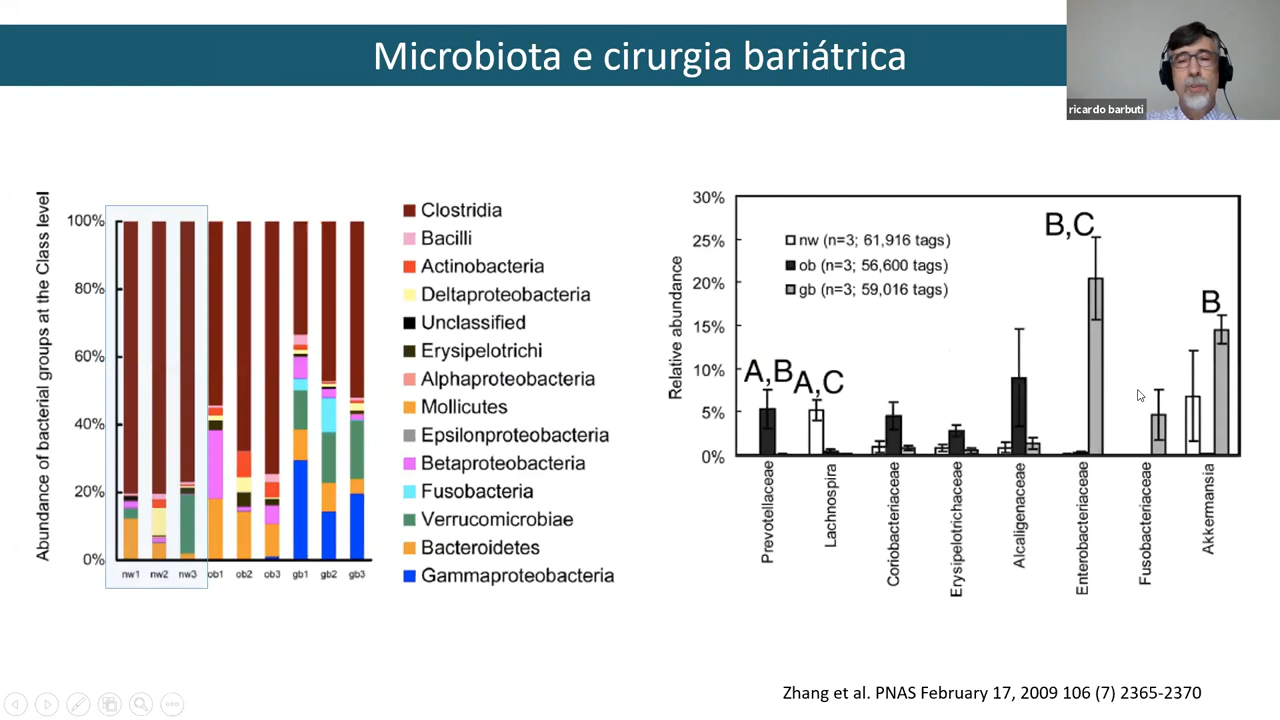 Microbiota e cirurgia bariátrica
ricardo barbuti
Abundance of bacterial groups at the Class level
100%
80%
60%
40%
20%
0%
nw1 nw2 nw3 ob1 ob2 ob3 gb1 gb2 gb3
Clostridia
Bacilli
Actinobacteria
Deltaproteobacteria
Unclassified
Erysipelotrichi
Alphaproteobacteria
Mollicutes
Epsilonproteobacteria
Betaproteobacteria
Fusobacteria
Verrucomicrobiae
Bacteroidetes
Gammaproteobacteria
Relative abundance
30%
25%
20%
15%
10%
5%
0%
nw (n=3; 61,916 tags)
ob (n=3; 56,600 tags)
gb (n=3; 59,016 tags)
A,B
A,C
B,C
B
Prevotellaceae
Lachnospira
Coriobacteriaceae
Erysipelotrichaceae
Alcaligenaceae
Enterobacteriaceae
Fusobacteriaceae
Akkermansia
Zhang et al. PNAS February 17, 2009 106 (7) 2365-2370